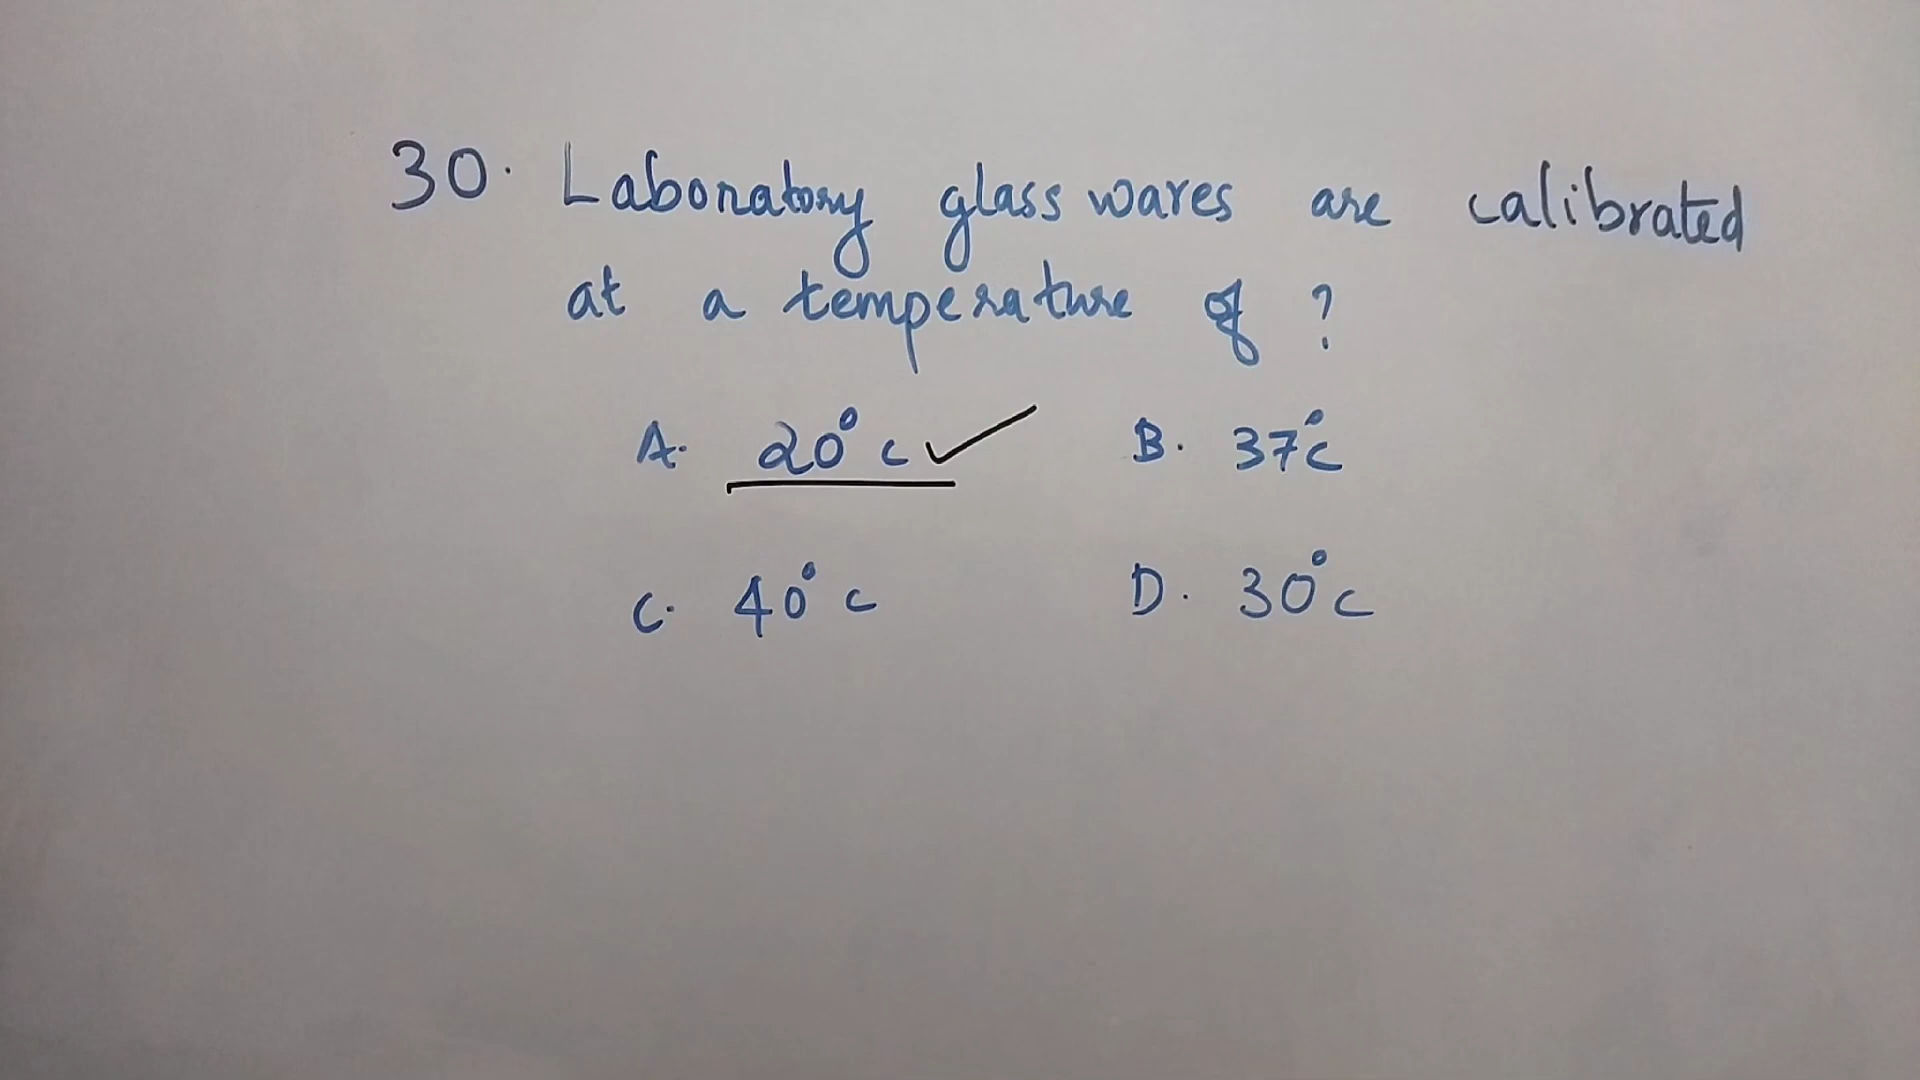 30. Laboratory glass wares are calibrated
at a temperature of ?
A. 20°c ✓ B. 37°c
C. 40°c D. 30°c